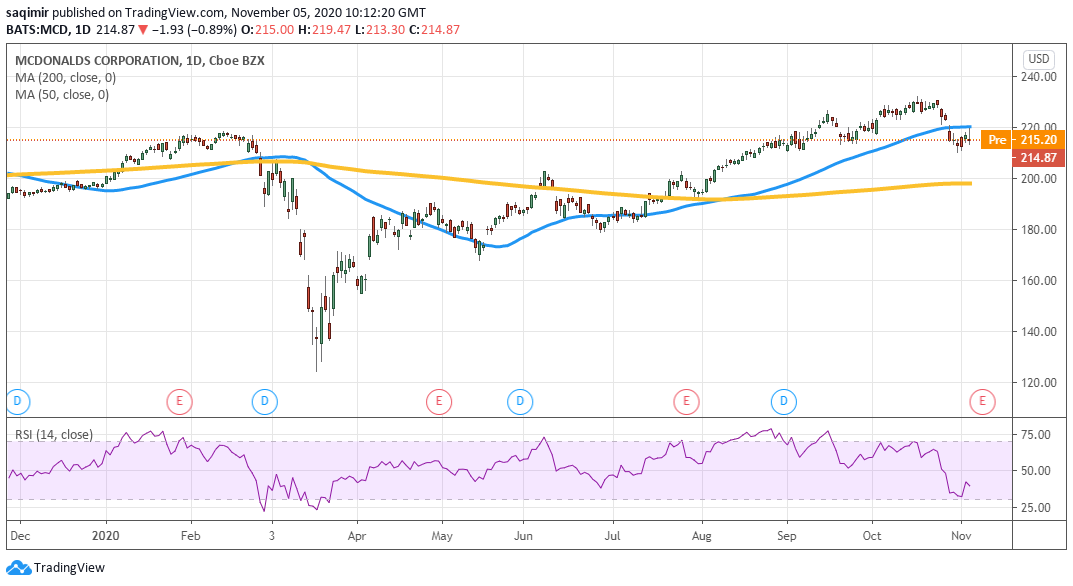 saqimir published on TradingView.com, November 05, 2020 10:12:20 GMT
BATS:MCD, 1D 214.87 ▼ −1.93 (−0.89%) O:215.00 H:219.47 L:213.30 C:214.87
MCDONALDS CORPORATION, 1D, Cboe BZX
MA (200, close, 0)
MA (50, close, 0)
USD
240.00
220.00
Pre 215.20
214.87
200.00
180.00
160.00
140.00
120.00
D E D E D E D E
RSI (14, close)
75.00
50.00
25.00
Dec 2020 Feb 3 Apr May Jun Jul Aug Sep Oct Nov
TradingView